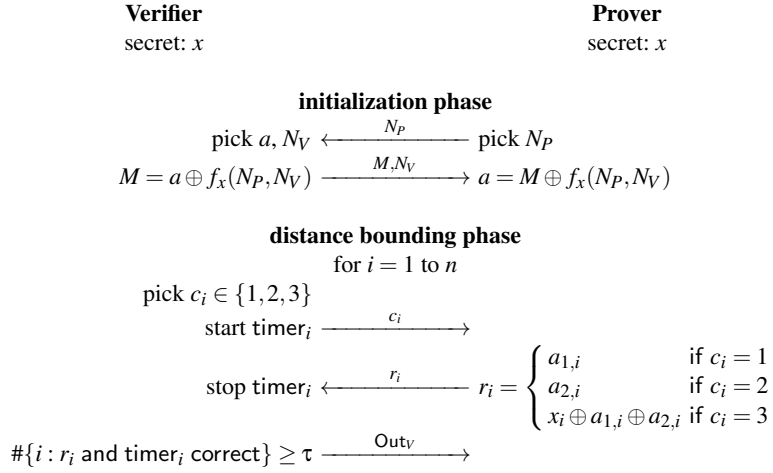 Verifier Prover
secret: x secret: x
initialization phase
pick a, N_V ←N_P— pick N_P
M = a ⊕ f_x(N_P, N_V) —M,N_V→ a = M ⊕ f_x(N_P, N_V)
distance bounding phase
for i = 1 to n
pick c_i ∈ {1,2,3}
start timer_i —c_i→
stop timer_i ←r_i— r_i = { a_{1,i} if c_i = 1
a_{2,i} if c_i = 2
x_i ⊕ a_{1,i} ⊕ a_{2,i} if c_i = 3
#{i : r_i and timer_i correct} ≥ τ —Out_V→